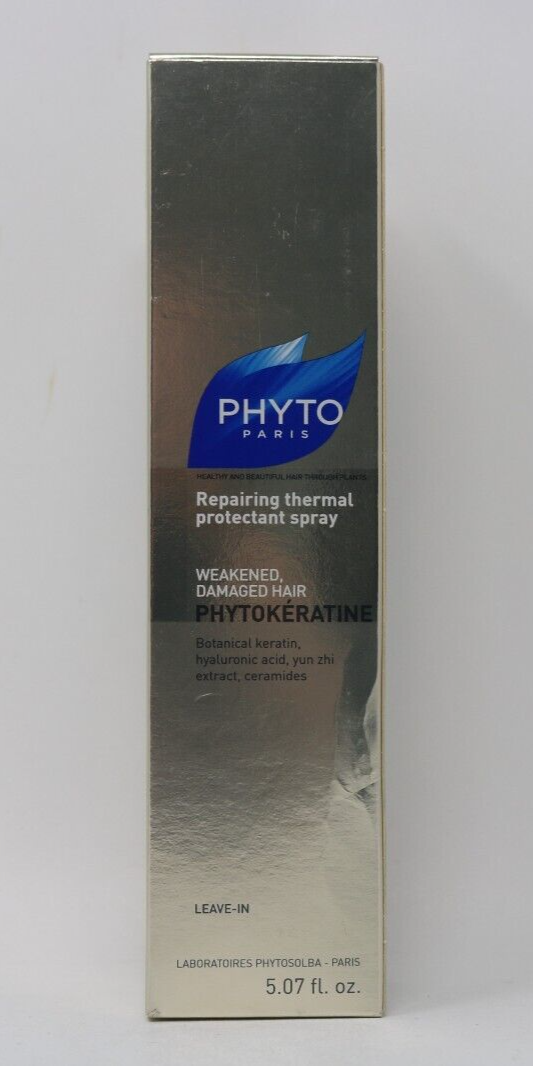 PHYTO
PARIS
HEALTHY AND BEAUTIFUL HAIR THROUGH PLANTS
Repairing thermal
protectant spray
WEAKENED,
DAMAGED HAIR
PHYTOKÉRATINE
Botanical keratin,
hyaluronic acid, yun zhi
extract, ceramides
LEAVE-IN
LABORATOIRES PHYTOSOLBA - PARIS
5.07 fl. oz.